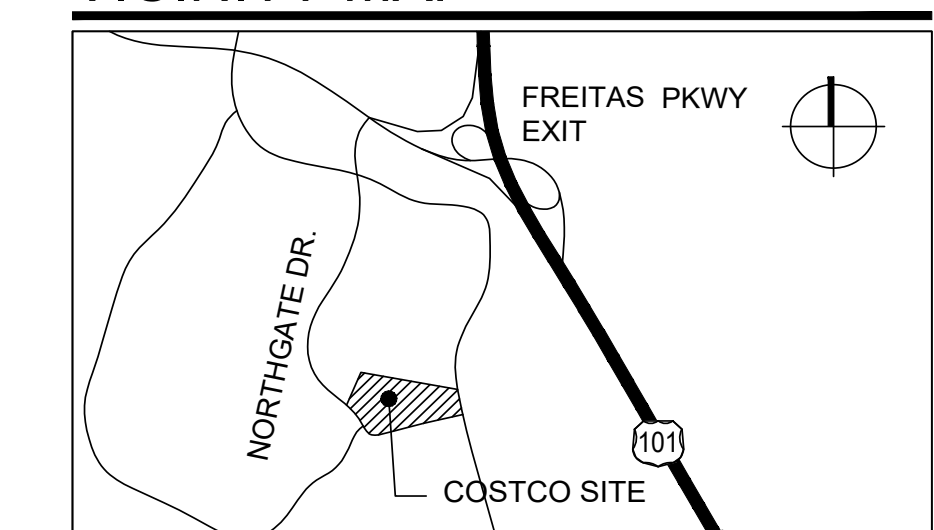 FREITAS PKWY
EXIT
NORTHGATE DR.
101
COSTCO SITE